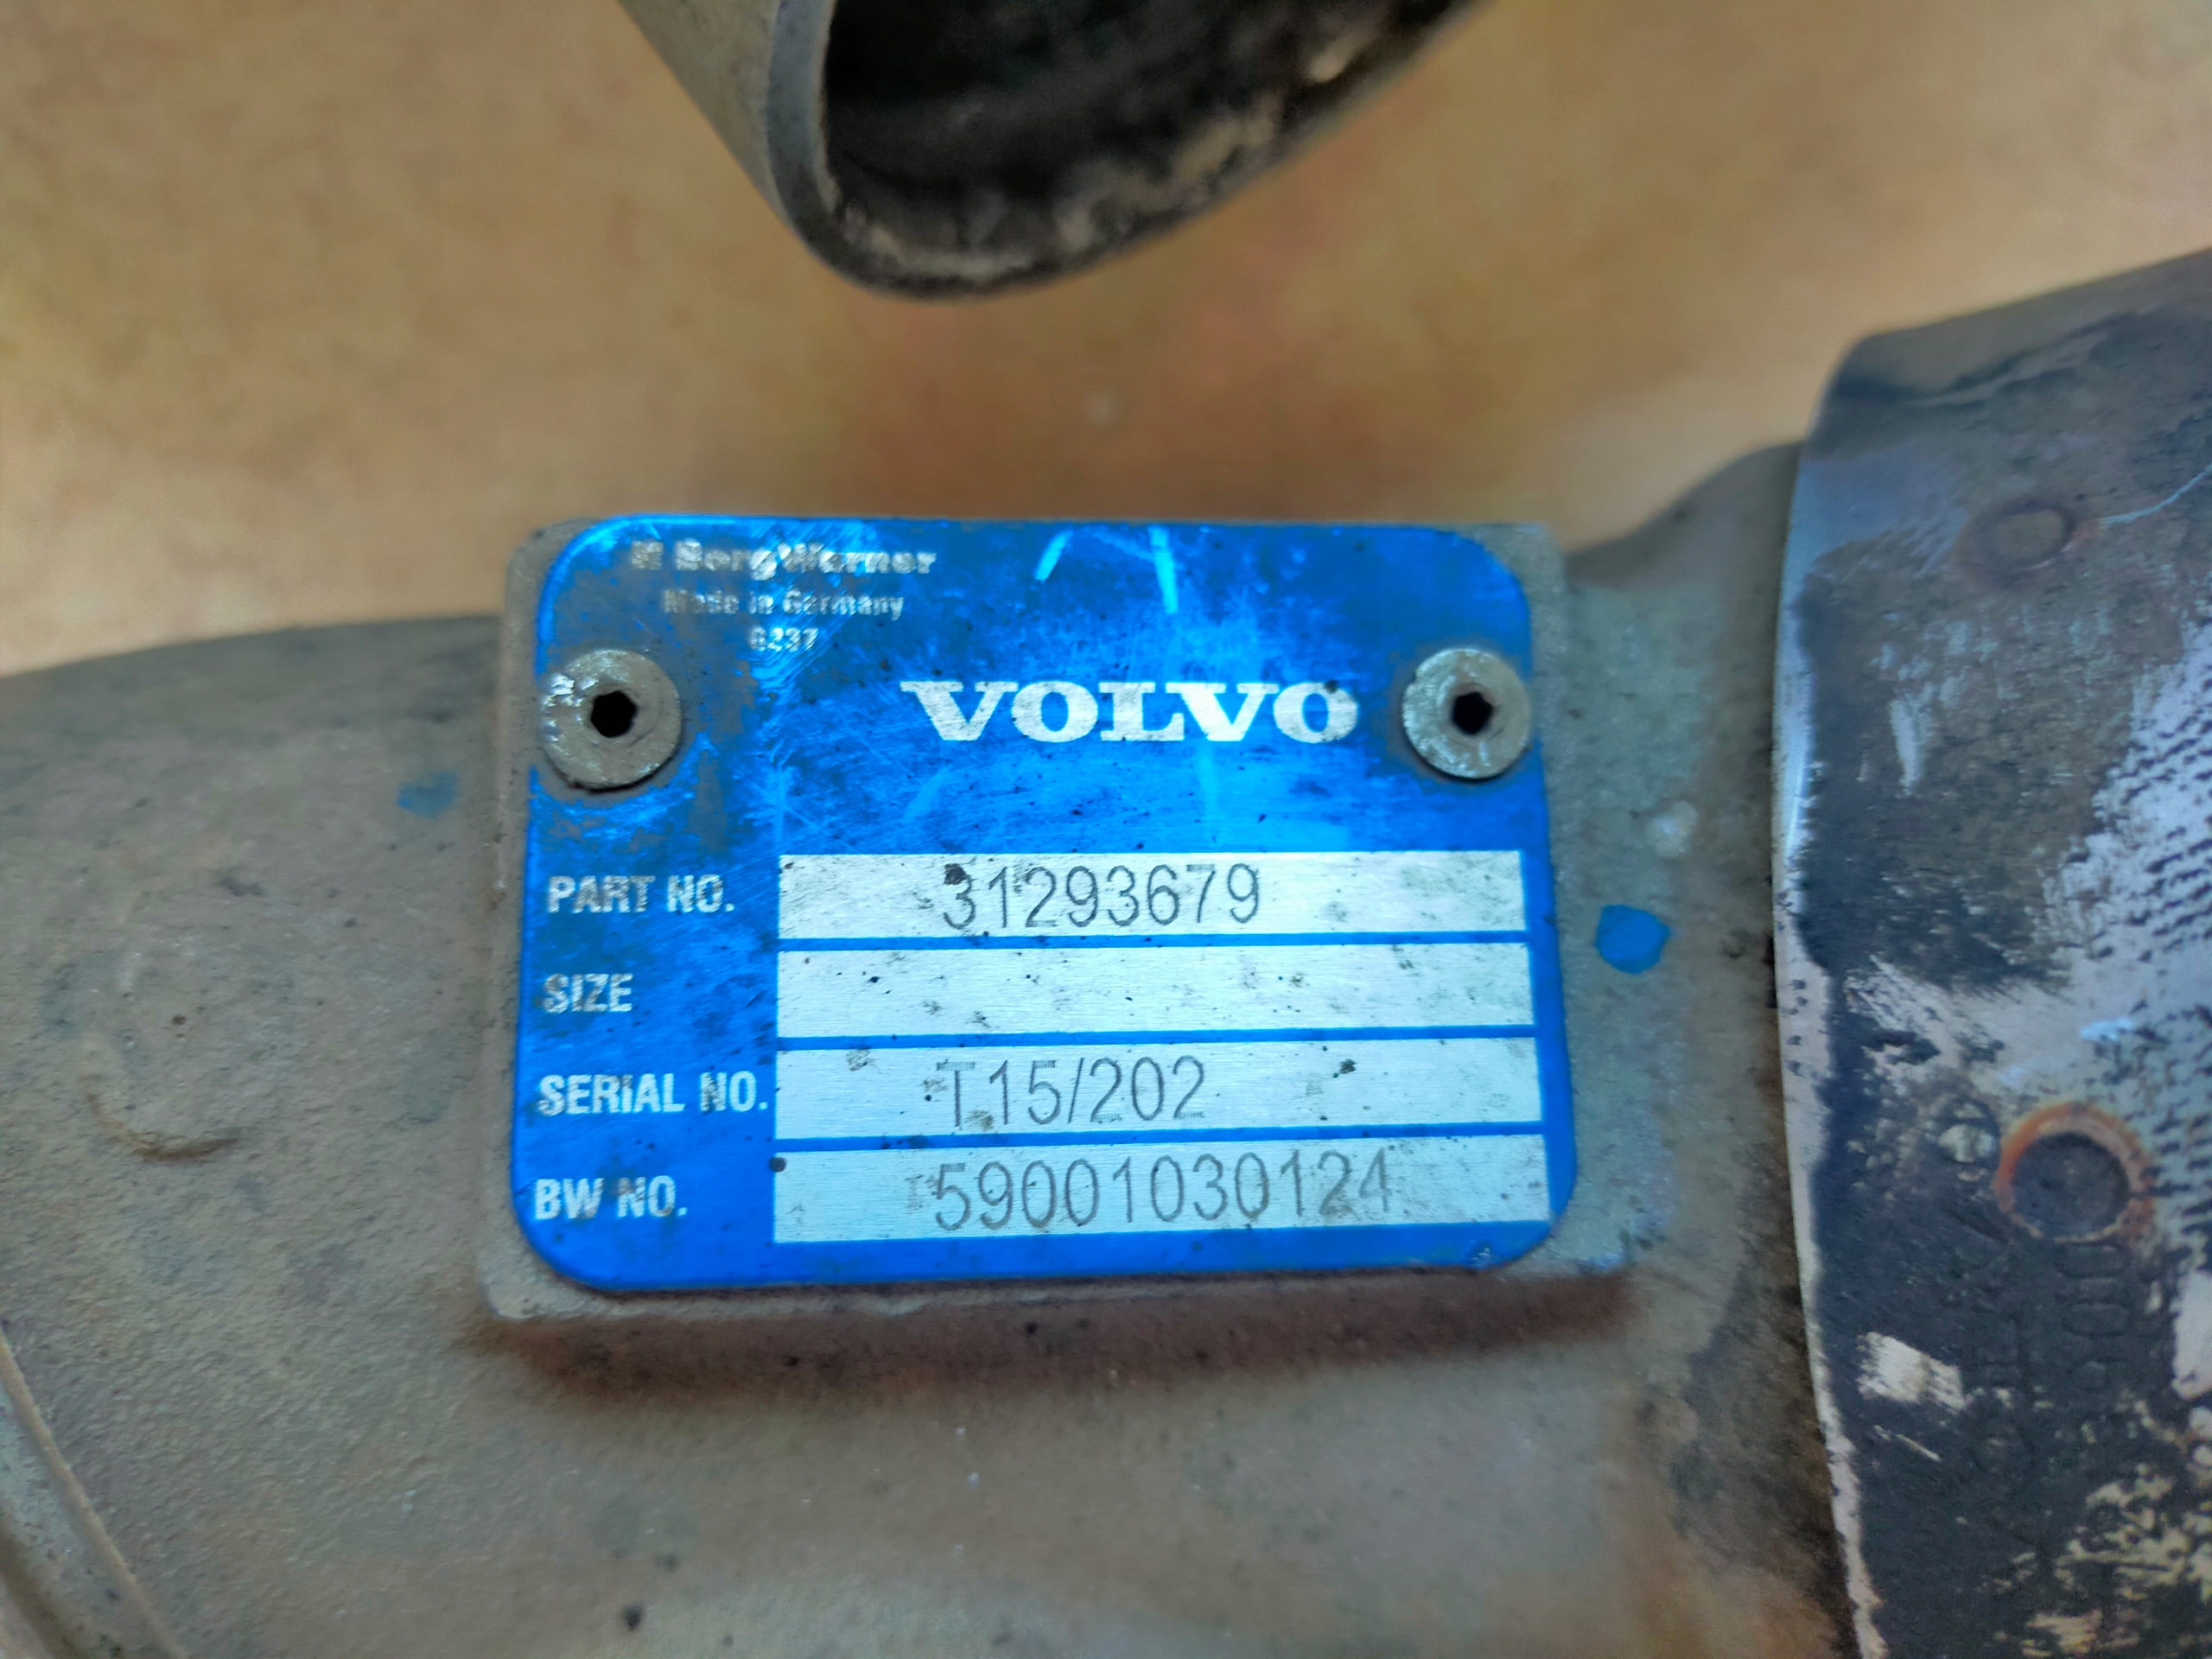 BorgWarner
Made in Germany
G237
VOLVO
PART NO. 31293679
SIZE
SERIAL NO. T15/202
BW NO. 59001030124